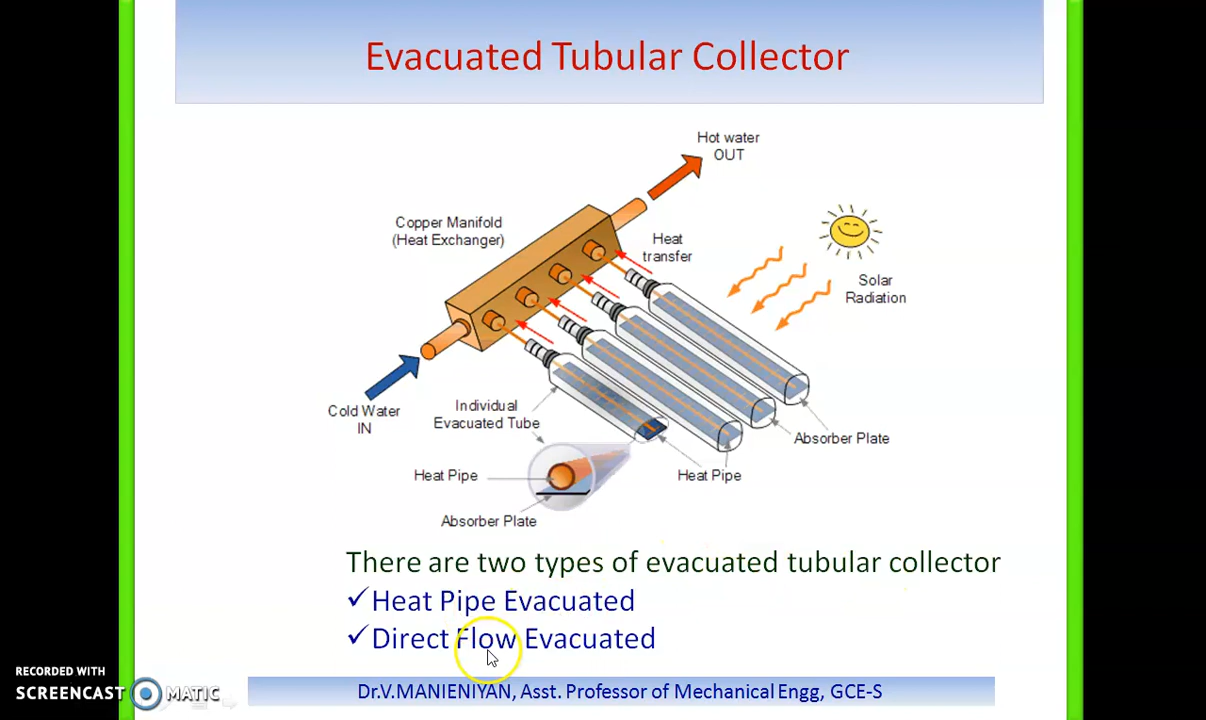 Evacuated Tubular Collector
Hot water
OUT
Copper Manifold
(Heat Exchanger)
Heat
transfer
Solar
Radiation
Cold Water
IN
Individual
Evacuated Tube
Absorber Plate
Heat Pipe
Heat Pipe
Absorber Plate
There are two types of evacuated tubular collector
✓Heat Pipe Evacuated
✓Direct Flow Evacuated
RECORDED WITH
SCREENCAST MATIC
Dr.V.MANIENIYAN, Asst. Professor of Mechanical Engg, GCE-S